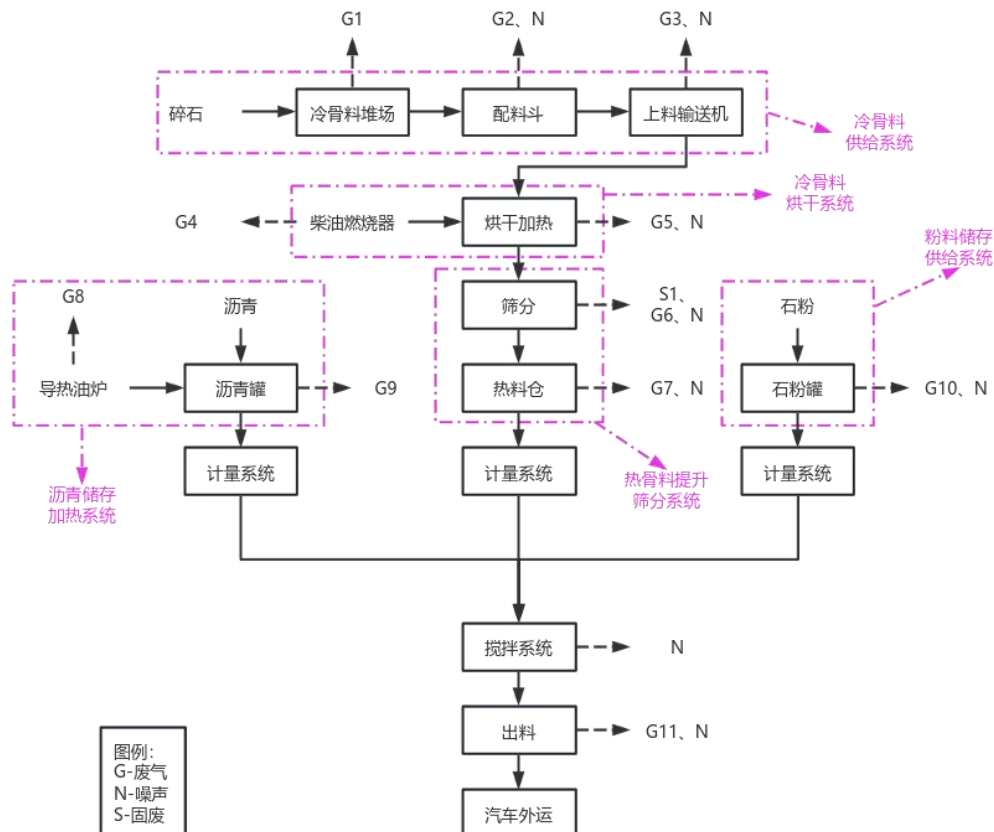 G1
G2、N
G3、N
碎石
冷骨料堆场
配料斗
上料输送机
冷骨料
供给系统
冷骨料
烘干系统
G4
柴油燃烧器
烘干加热
G5、N
粉料储存
供给系统
G8
沥青
筛分
S1、
G6、N
石粉
导热油炉
沥青罐
G9
热料仓
G7、N
石粉罐
G10、N
计量系统
计量系统
计量系统
沥青储存
加热系统
热骨料提升
筛分系统
搅拌系统
N
出料
G11、N
汽车外运
图例：
G-废气
N-噪声
S-固废